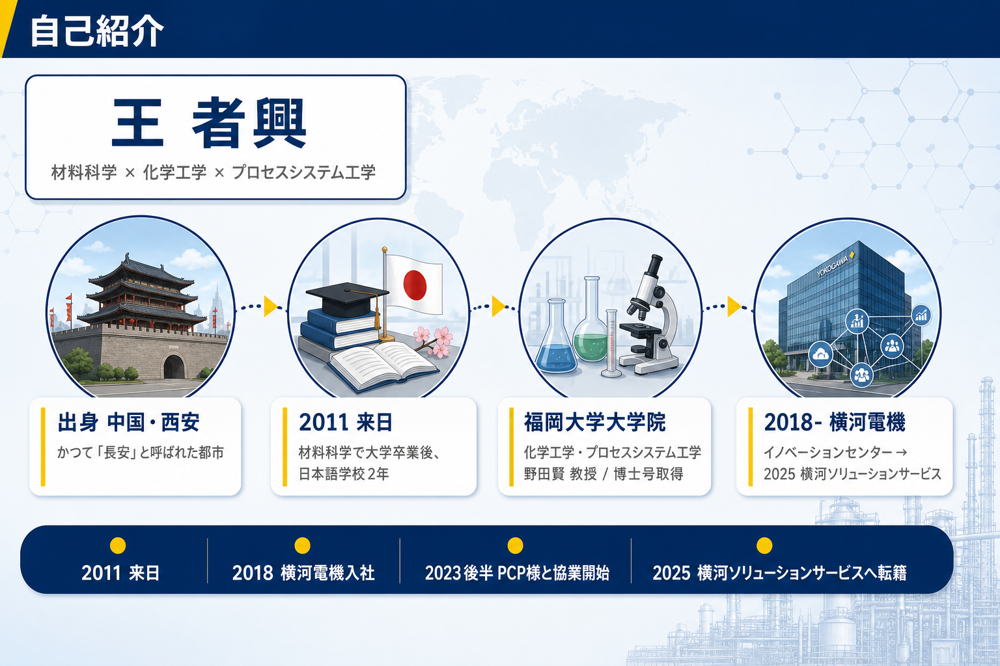 自己紹介
王 者興
材料科学 × 化学工学 × プロセスシステム工学
YOKOGAWA
出身 中国・西安
かつて「長安」と呼ばれた都市
2011 来日
材料科学で大学卒業後、
日本語学校2年
福岡大学大学院
化学工学・プロセスシステム工学
野田賢 教授 / 博士号取得
2018- 横河電機
イノベーションセンター →
2025 横河ソリューションサービス
2011 来日
2018 横河電機入社
2023後半 PCP様と協業開始
2025 横河ソリューションサービスへ転籍